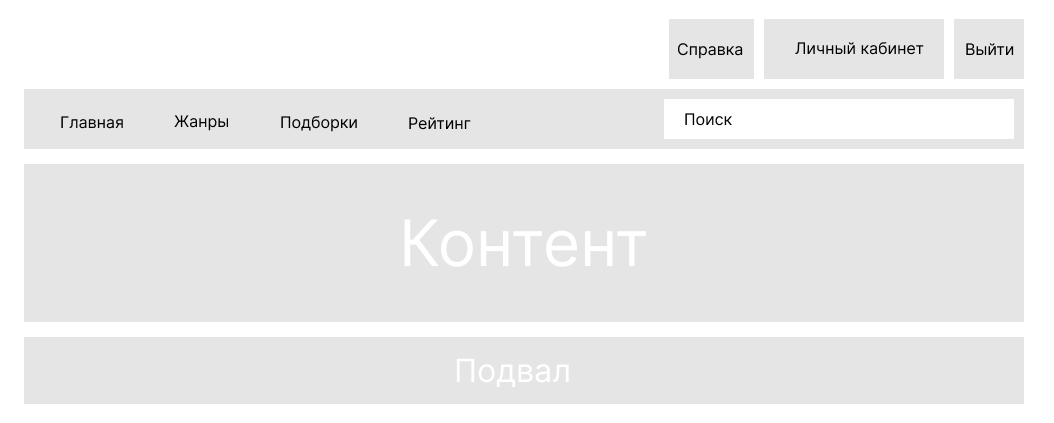 Справка Личный кабинет Выйти
Главная Жанры Подборки Рейтинг Поиск
Контент
Подвал